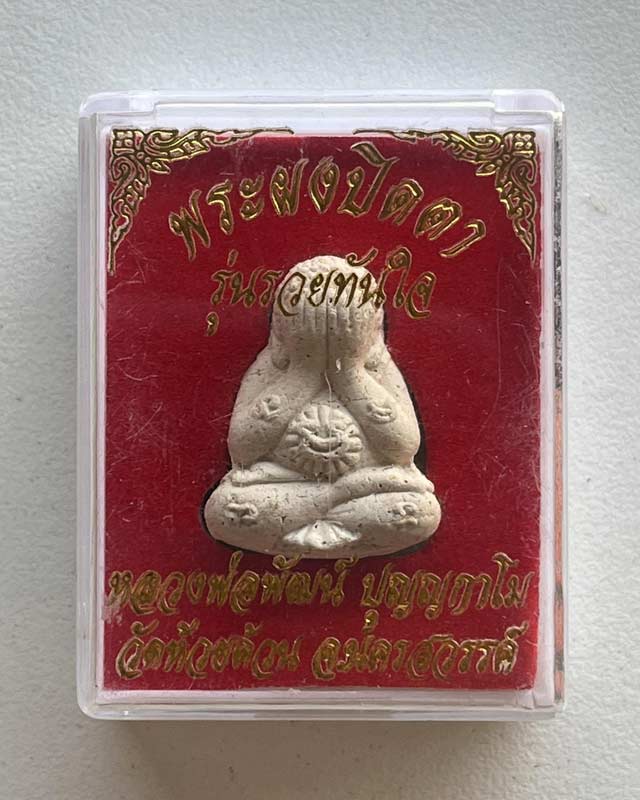 พระผงปิดตา
รุ่นรวยทันใจ
หลวงพ่อพัฒน์ ปุญญกาโม
วัดห้วยด้วน จ.นครสวรรค์